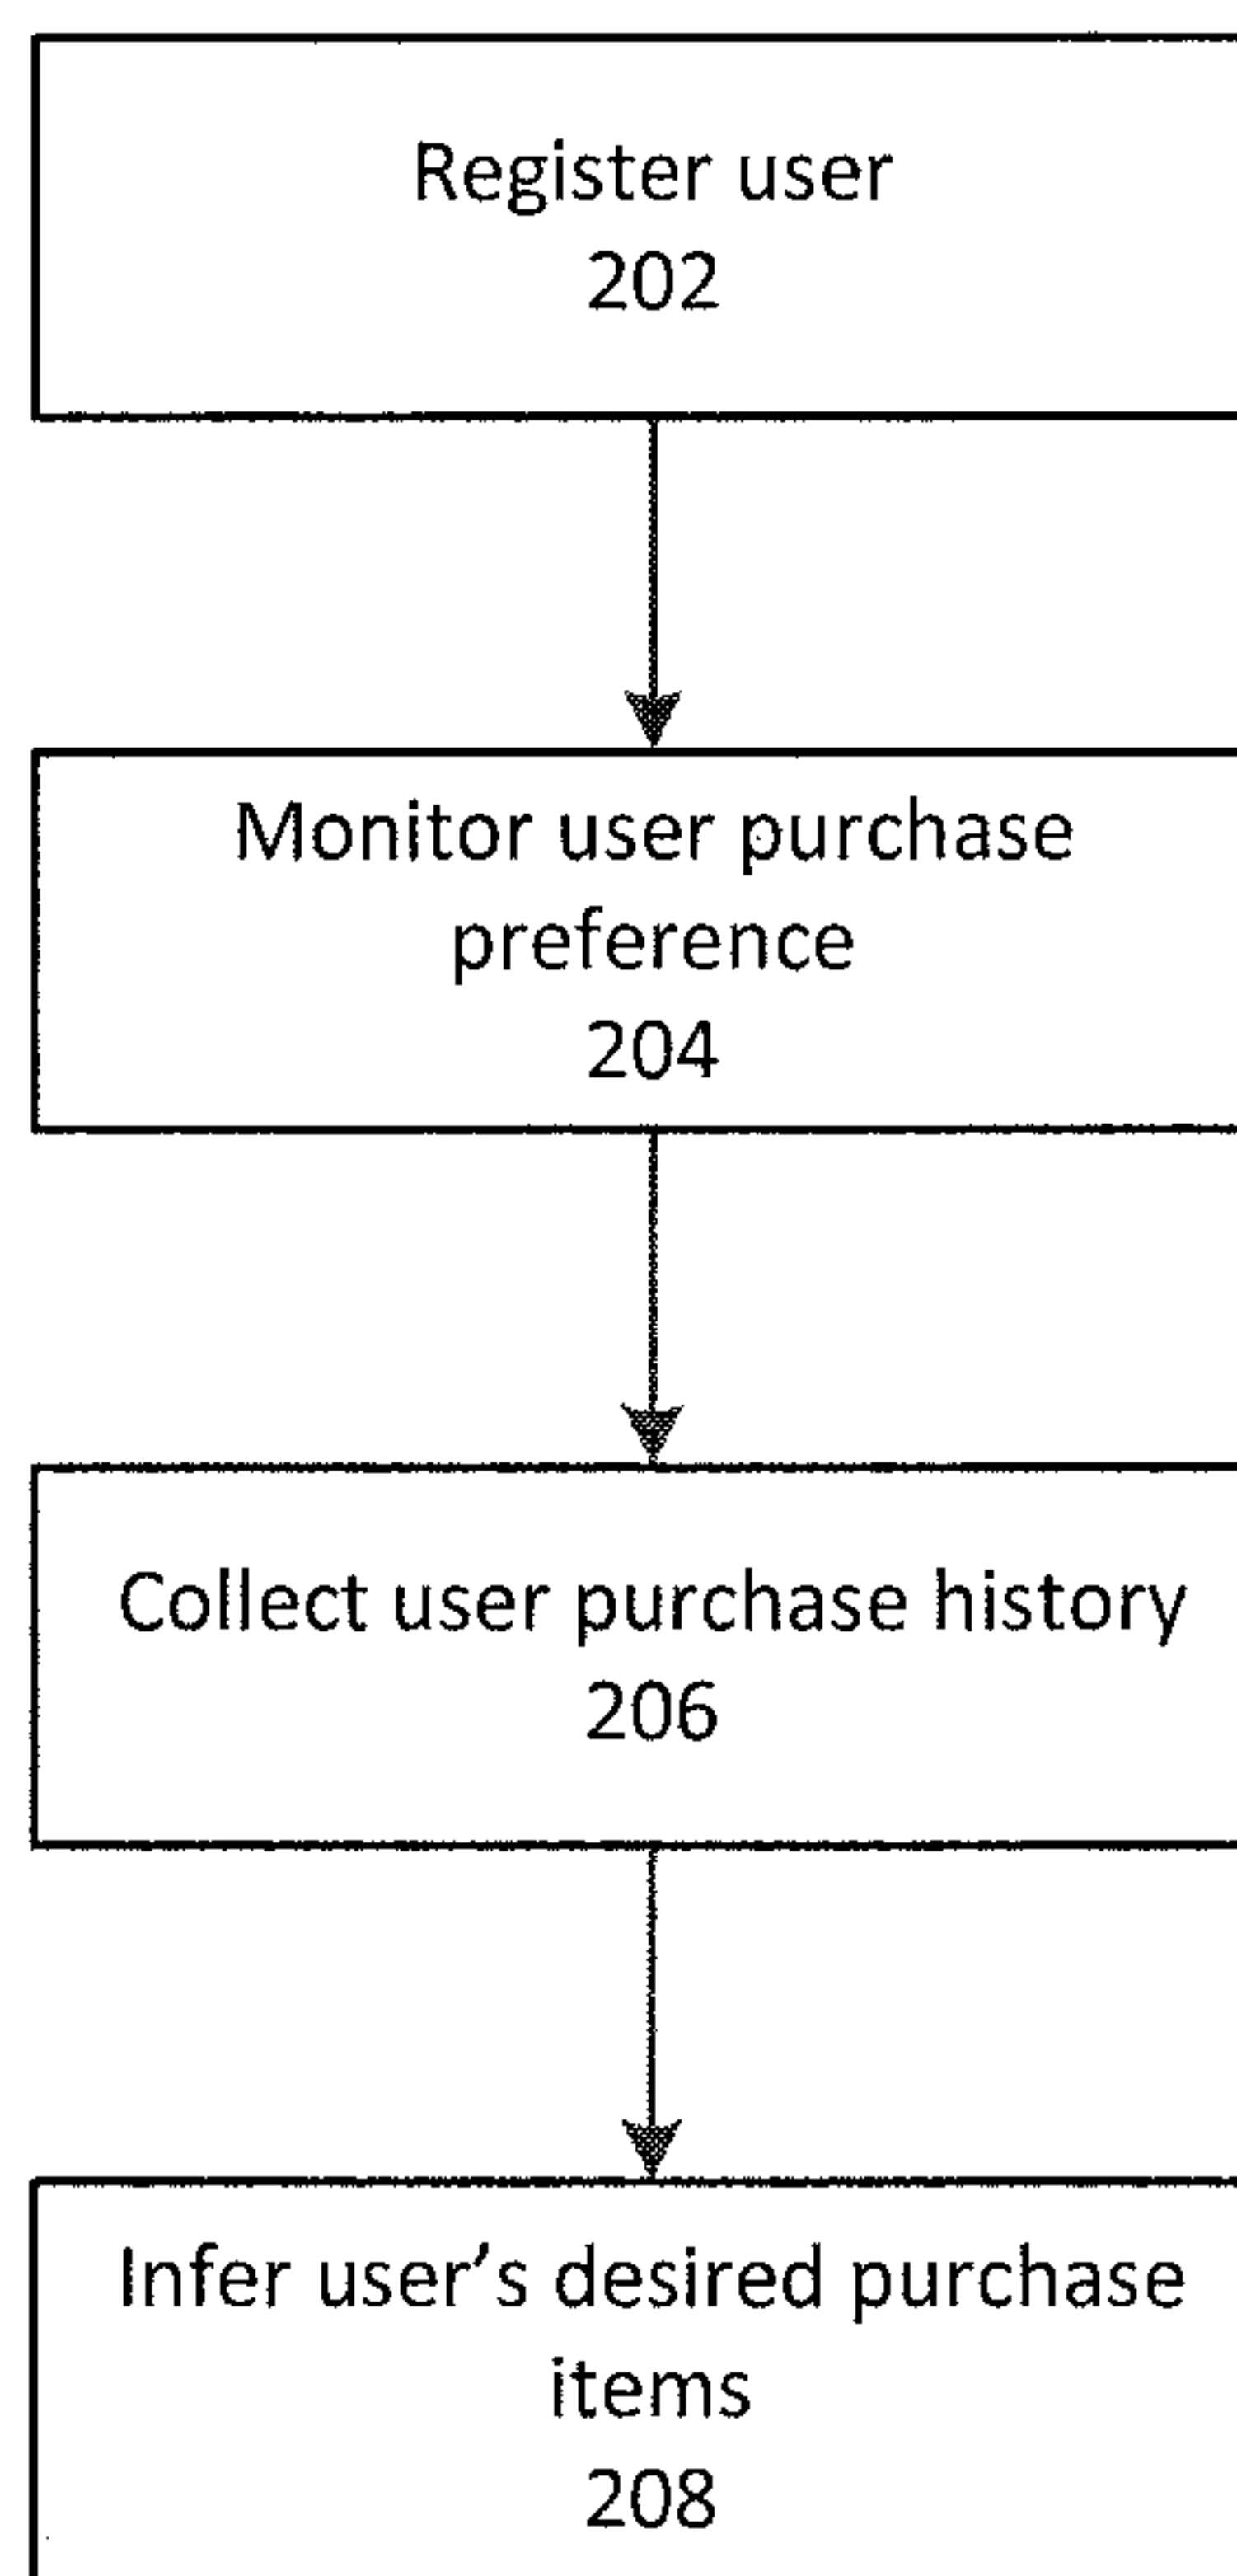 Register user
202
Monitor user purchase
preference
204
Collect user purchase history
206
Infer user’s desired purchase
items
208